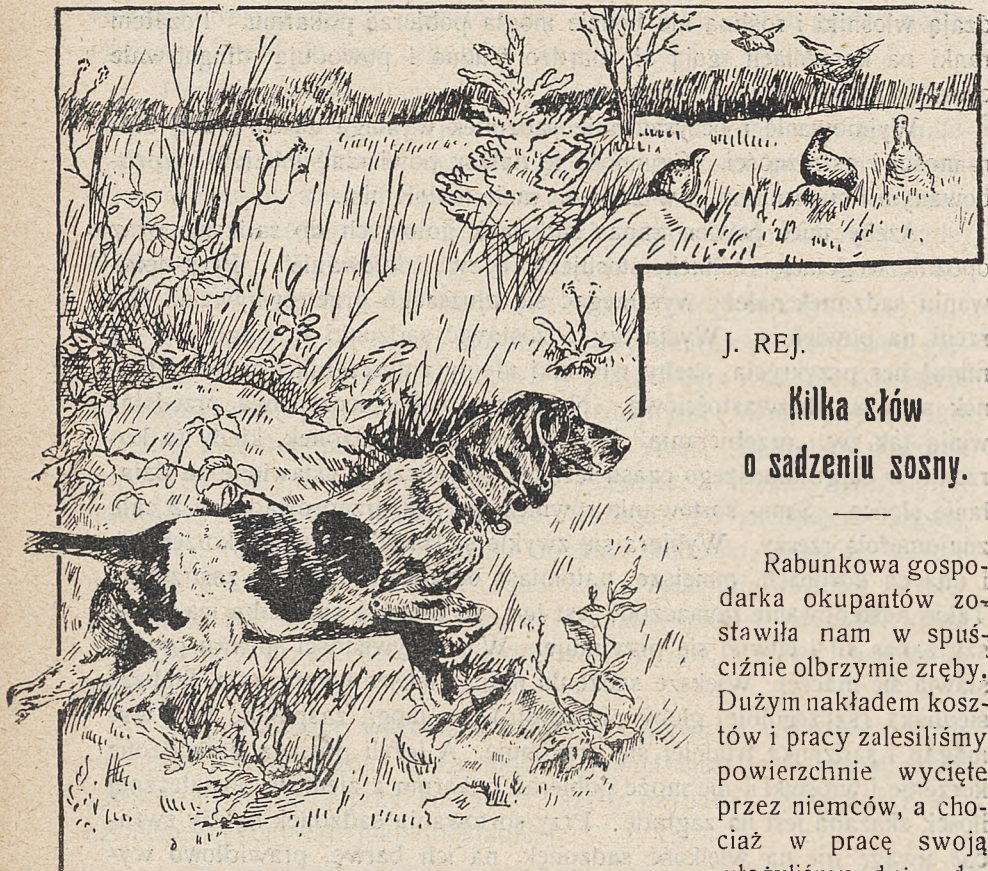 J. REJ.
Kilka słów
o sadzeniu sosny.
Rabunkowa gospo-
darka okupantów zo-
stawiła nam w spuś-
ciźnie olbrzymie zręby.
Dużym nakładem kosz-
tów i pracy zalesiliśmy
powierzchnie wycięte
przez niemców, a cho-
ciaż w pracę swoją